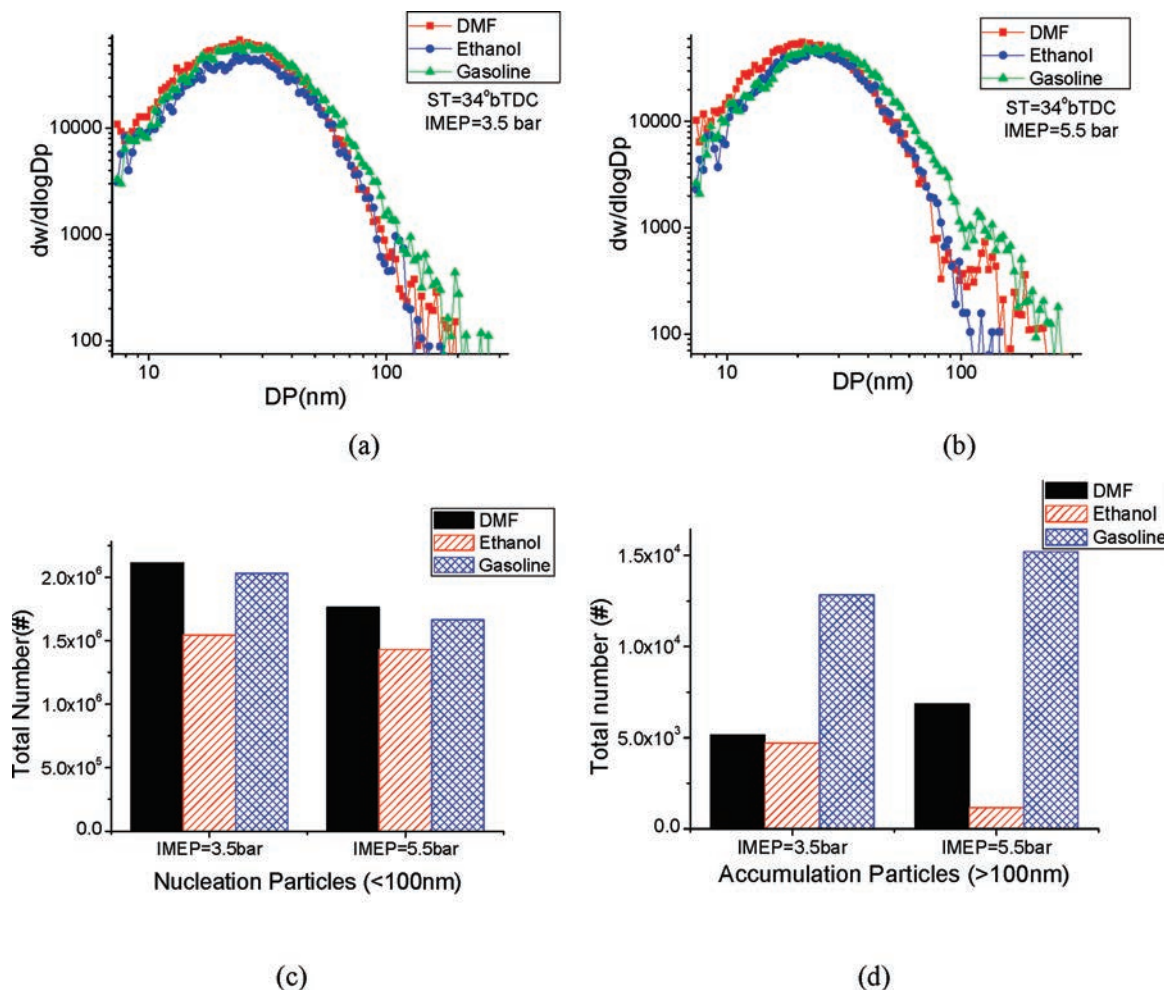 DMF
Ethanol
Gasoline
ST=34°bTDC
IMEP=3.5 bar
10000
1000
100
dw/dlogDp
10
100
DP(nm)
(a)
DMF
Ethanol
Gasoline
ST=34°bTDC
IMEP=5.5 bar
10000
1000
100
dw/dlogDp
10
100
DP(nm)
(b)
DMF
Ethanol
Gasoline
2.0x10⁶
1.5x10⁶
1.0x10⁶
5.0x10⁵
0.0
Total Number(#)
IMEP=3.5bar
IMEP=5.5bar
Nucleation Particles (<100nm)
(c)
DMF
Ethanol
Gasoline
1.5x10⁴
1.0x10⁴
5.0x10³
0.0
Total number (#)
IMEP=3.5bar
IMEP=5.5bar
Accumulation Particles (>100nm)
(d)